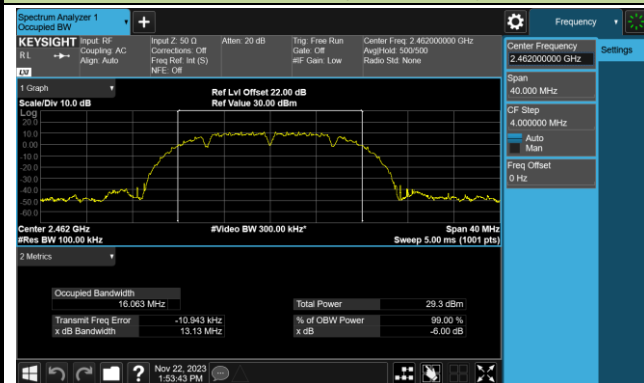 Spectrum Analyzer 1
Occupied BW
+
Frequency
KEYSIGHT
Input: RF
Input Z: 50 Ω
Atten: 20 dB
Trig: Free Run
Center Freq: 2.462000000 GHz
RL
Coupling: AC
Corrections: Off
Gate: Off
Avg|Hold: 500/500
Align: Auto
Freq Ref: Int (S)
#IF Gain: Low
Radio Std: None
NFE: Off
LXI
Center Frequency
2.462000000 GHz
Settings
Span
40.000 MHz
CF Step
4.000000 MHz
Auto
Man
Freq Offset
0 Hz
1 Graph
Ref Lvl Offset 22.00 dB
Scale/Div 10.0 dB
Ref Value 30.00 dBm
Log
20.0
10.0
0.00
-10.0
-20.0
-30.0
-40.0
-50.0
-60.0
Center 2.462 GHz
#Video BW 300.00 kHz*
Span 40 MHz
#Res BW 100.00 kHz
Sweep 5.00 ms (1001 pts)
2 Metrics
Occupied Bandwidth
16.063 MHz
Total Power
29.3 dBm
Transmit Freq Error
-10.943 kHz
% of OBW Power
99.00 %
x dB Bandwidth
13.13 MHz
x dB
-6.00 dB
?
Nov 22, 2023
1:53:43 PM